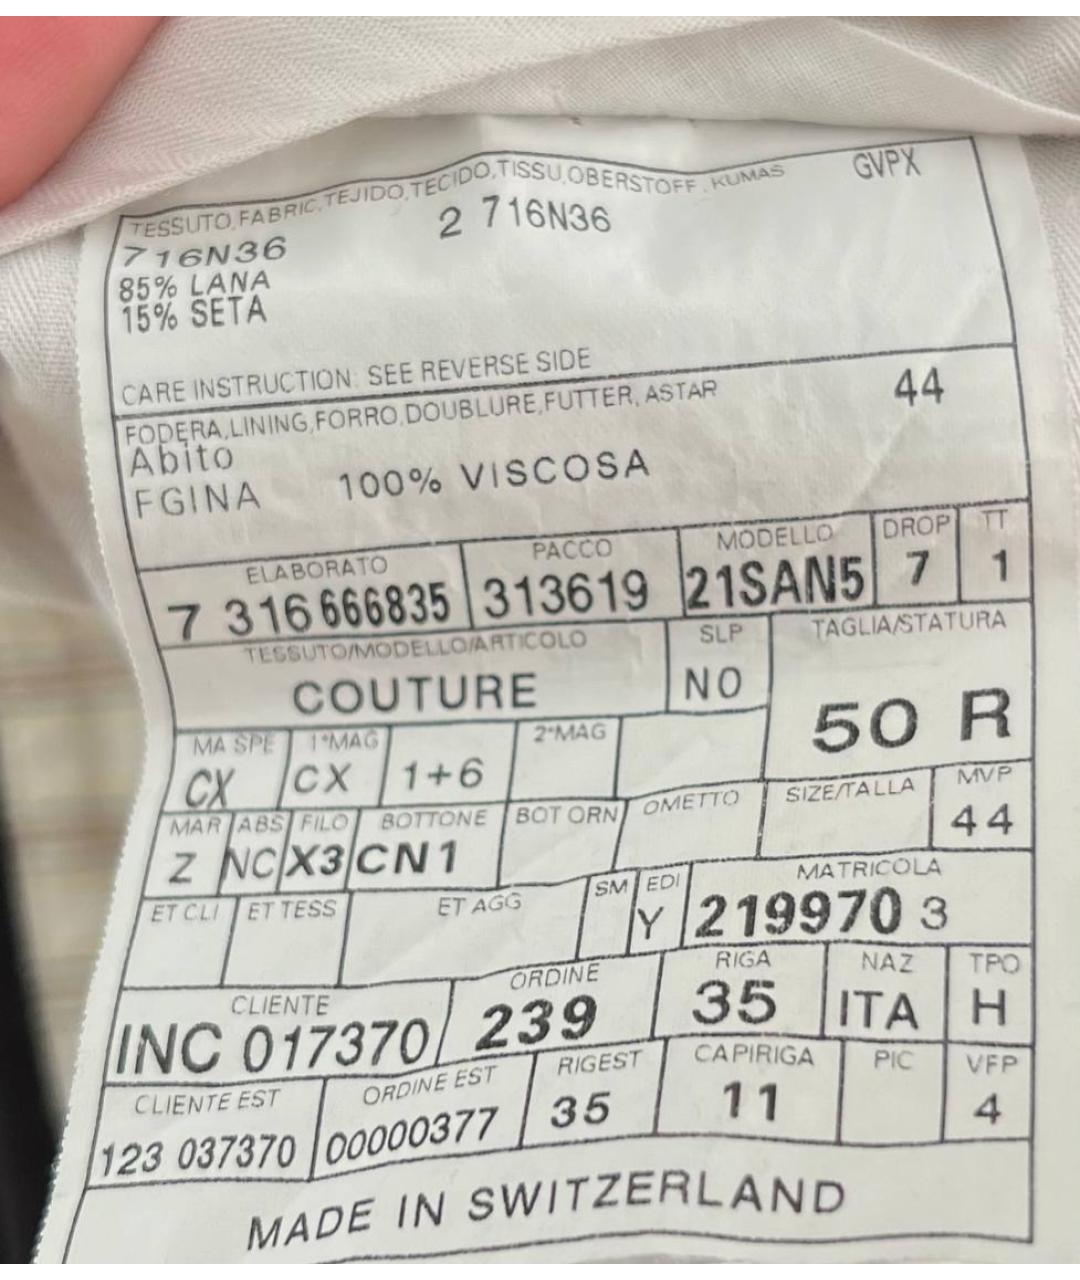 TESSUTO,FABRIC,TEJIDO,TECIDO,TISSU,OBERSTOFF,KUMAS GVPX
716N36 2 716N36
85% LANA
15% SETA
CARE INSTRUCTION: SEE REVERSE SIDE
FODERA,LINING,FORRO,DOUBLURE,FUTTER, ASTAR 44
Abito
FGINA 100% VISCOSA
ELABORATO PACCO MODELLO DROP TT
7 316 666835 313619 21SAN5 7 1
TESSUTO/MODELLO/ARTICOLO SLP TAGLIA/STATURA
COUTURE NO 50 R
MA SPE 1°MAG 2°MAG
CX CX 1+6
MAR ABS FILO BOTTONE BOT ORN OMETTO SIZE/TALLA MVP
Z NC X3 CN1 44
ET CLI ET TESS ET AGG SM EDI MATRICOLA
Y 219970 3
CLIENTE ORDINE RIGA NAZ TPO
INC 017370 239 35 ITA H
CLIENTE EST ORDINE EST RIGEST CAPIRIGA PIC VFP
123 037370 00000377 35 11 4
MADE IN SWITZERLAND